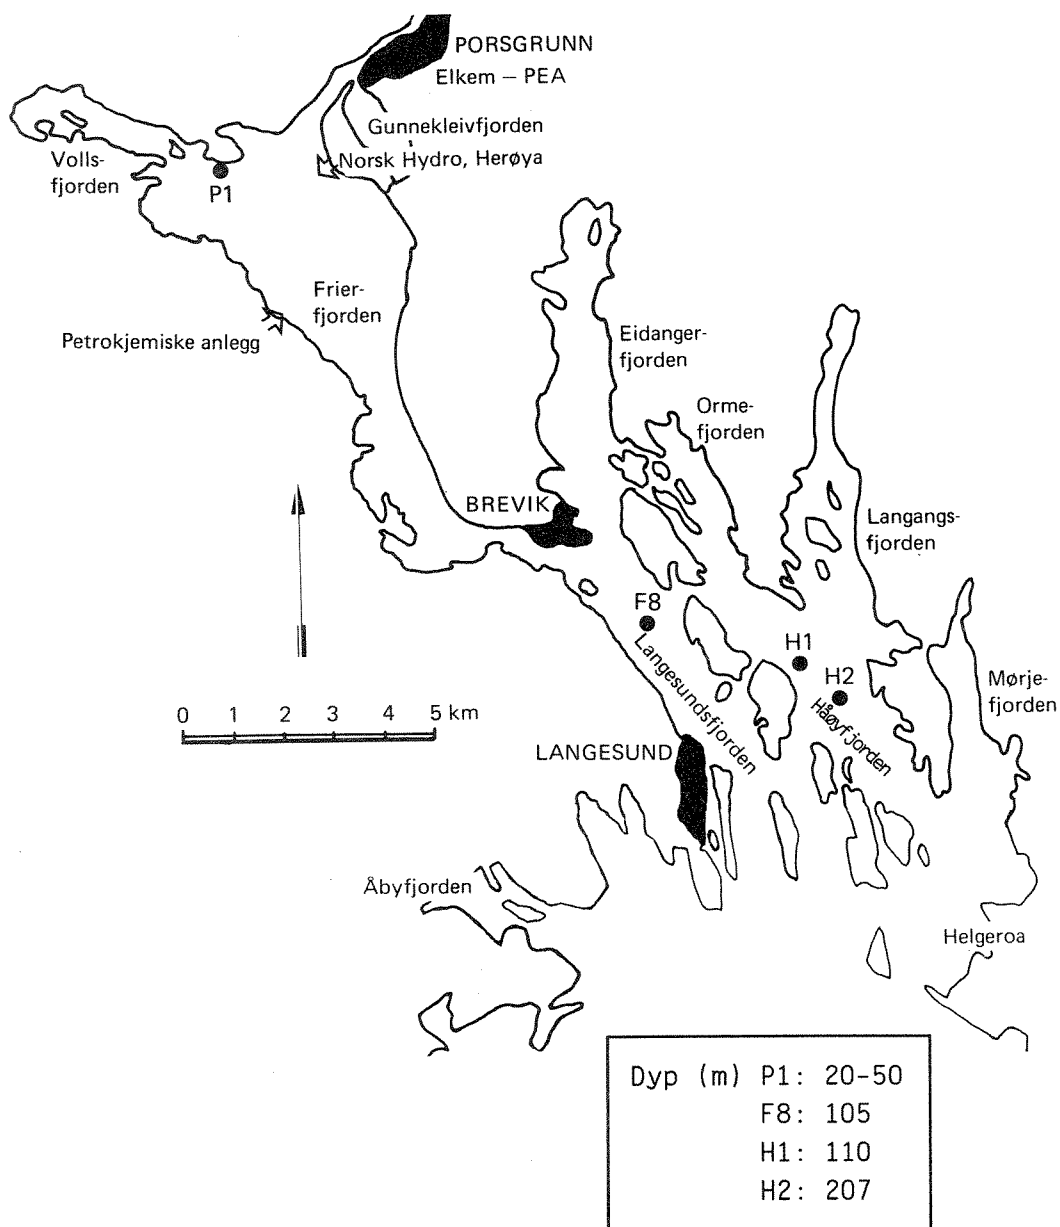 PORSGRUNN
Elkem – PEA
Gunnekleivfjorden
Norsk Hydro, Herøya
Volls-
fjorden
P1
Frier-
fjorden
Petrokjemiske anlegg
Eidanger-
fjorden
Orme-
fjorden
BREVIK
Langangs-
fjorden
F8
H1
H2
Langesundsfjorden
Håøyfjorden
Mørje-
fjorden
0 1 2 3 4 5 km
LANGESUND
Åbyfjorden
Helgeroa
Dyp (m) P1: 20-50
F8: 105
H1: 110
H2: 207